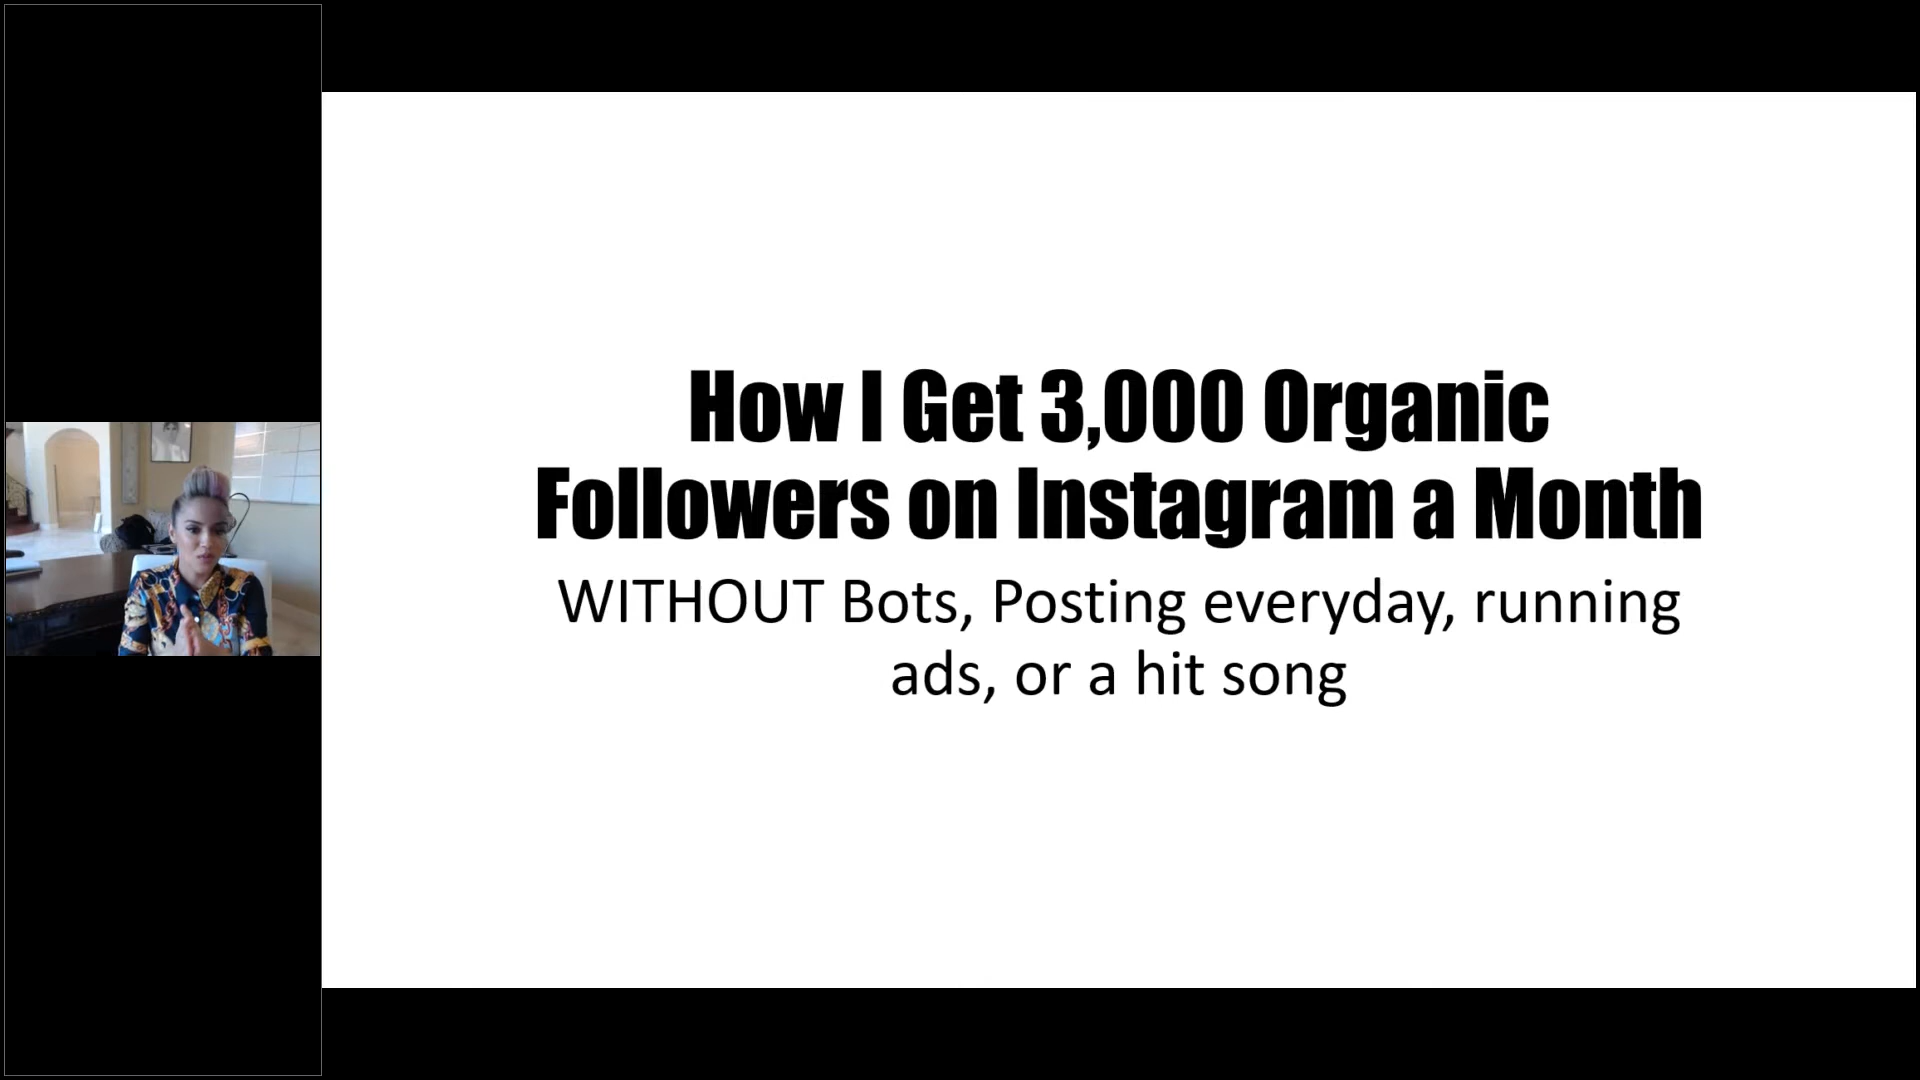 How I Get 3,000 Organic
Followers on Instagram a Month
WITHOUT Bots, Posting everyday, running
ads, or a hit song